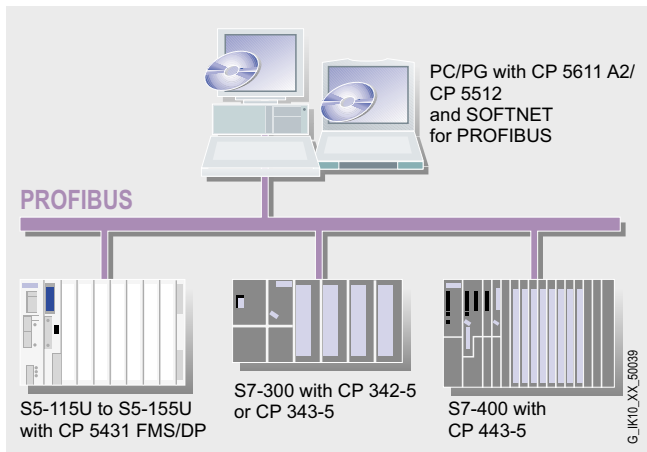 PC/PG with CP 5611 A2/
CP 5512
and SOFTNET
for PROFIBUS
PROFIBUS
S5-115U to S5-155U
with CP 5431 FMS/DP
S7-300 with CP 342-5
or CP 343-5
S7-400 with
CP 443-5
G_IK10_XX_50039